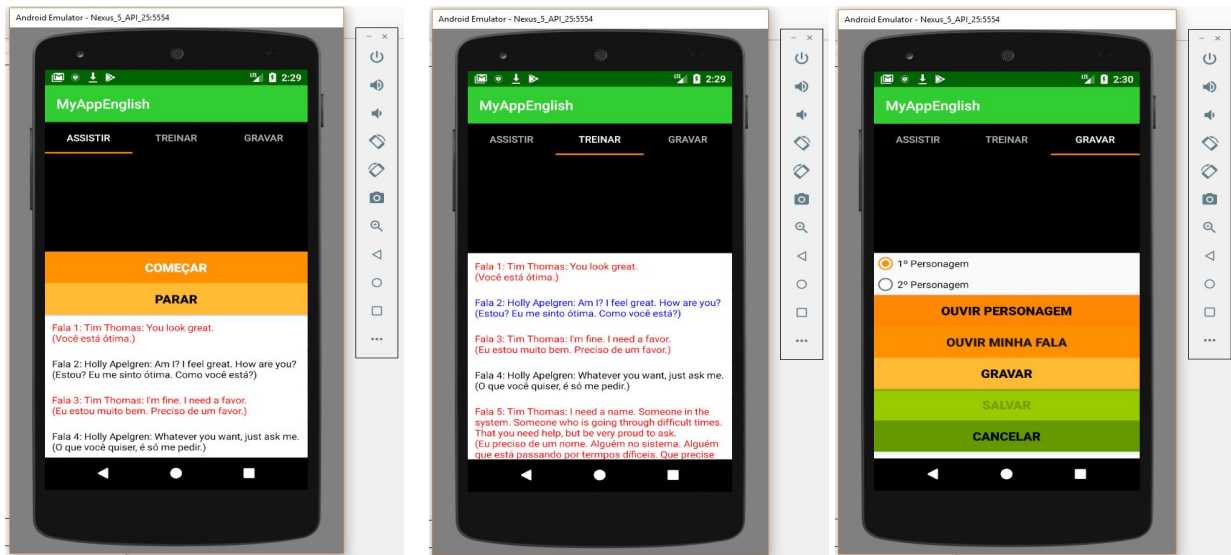 Android Emulator - Nexus_5_API_25:5554
2:29
MyAppEnglish
ASSISTIR TREINAR GRAVAR
COMEÇAR
PARAR
Fala 1: Tim Thomas: You look great.
(Você está ótima.)
Fala 2: Holly Apelgren: Am I? I feel great. How are you?
(Estou? Eu me sinto ótima. Como você está?)
Fala 3: Tim Thomas: I'm fine. I need a favor.
(Eu estou muito bem. Preciso de um favor.)
Fala 4: Holly Apelgren: Whatever you want, just ask me.
(O que você quiser, é só me pedir.)
Android Emulator - Nexus_5_API_25:5554
2:29
MyAppEnglish
ASSISTIR TREINAR GRAVAR
Fala 1: Tim Thomas: You look great.
(Você está ótima.)
Fala 2: Holly Apelgren: Am I? I feel great. How are you?
(Estou? Eu me sinto ótima. Como você está?)
Fala 3: Tim Thomas: I'm fine. I need a favor.
(Eu estou muito bem. Preciso de um favor.)
Fala 4: Holly Apelgren: Whatever you want, just ask me.
(O que você quiser, é só me pedir.)
Fala 5: Tim Thomas: I need a name. Someone in the
system. Someone who is going through difficult times.
That you need help, but be very proud to ask.
(Eu preciso de um nome. Alguém no sistema. Alguém
que está passando por termpos díficeis. Que precise
Android Emulator - Nexus_5_API_25:5554
2:30
MyAppEnglish
ASSISTIR TREINAR GRAVAR
1º Personagem
2º Personagem
OUVIR PERSONAGEM
OUVIR MINHA FALA
GRAVAR
SALVAR
CANCELAR